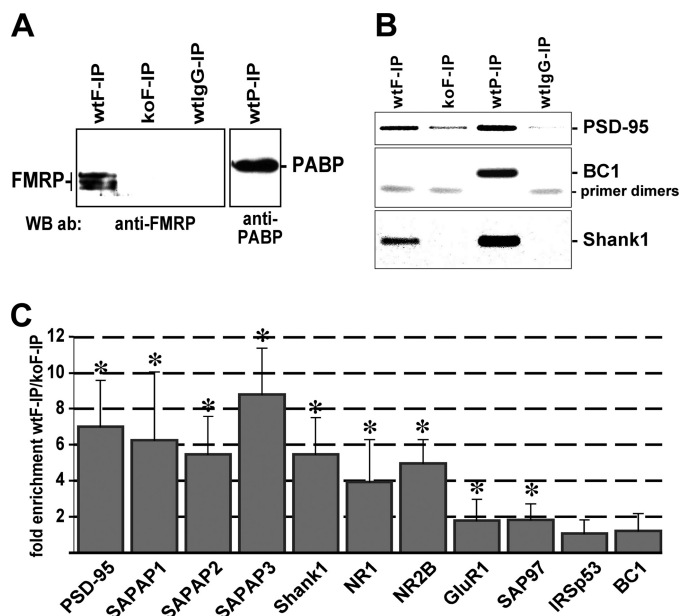 A
wtF-IP
koF-IP
wtIgG-IP
wtP-IP
FMRP
PABP
WB ab: anti-FMRP
anti-
PABP
B
wtF-IP
koF-IP
wtP-IP
wtIgG-IP
PSD-95
BC1
primer dimers
Shank1
C
fold enrichment wtF-IP/koF-IP
12
10
8
6
4
2
* * * * * * * * *
PSD-95
SAPAP1
SAPAP2
SAPAP3
Shank1
NR1
NR2B
GluR1
SAP97
IRSp53
BC1